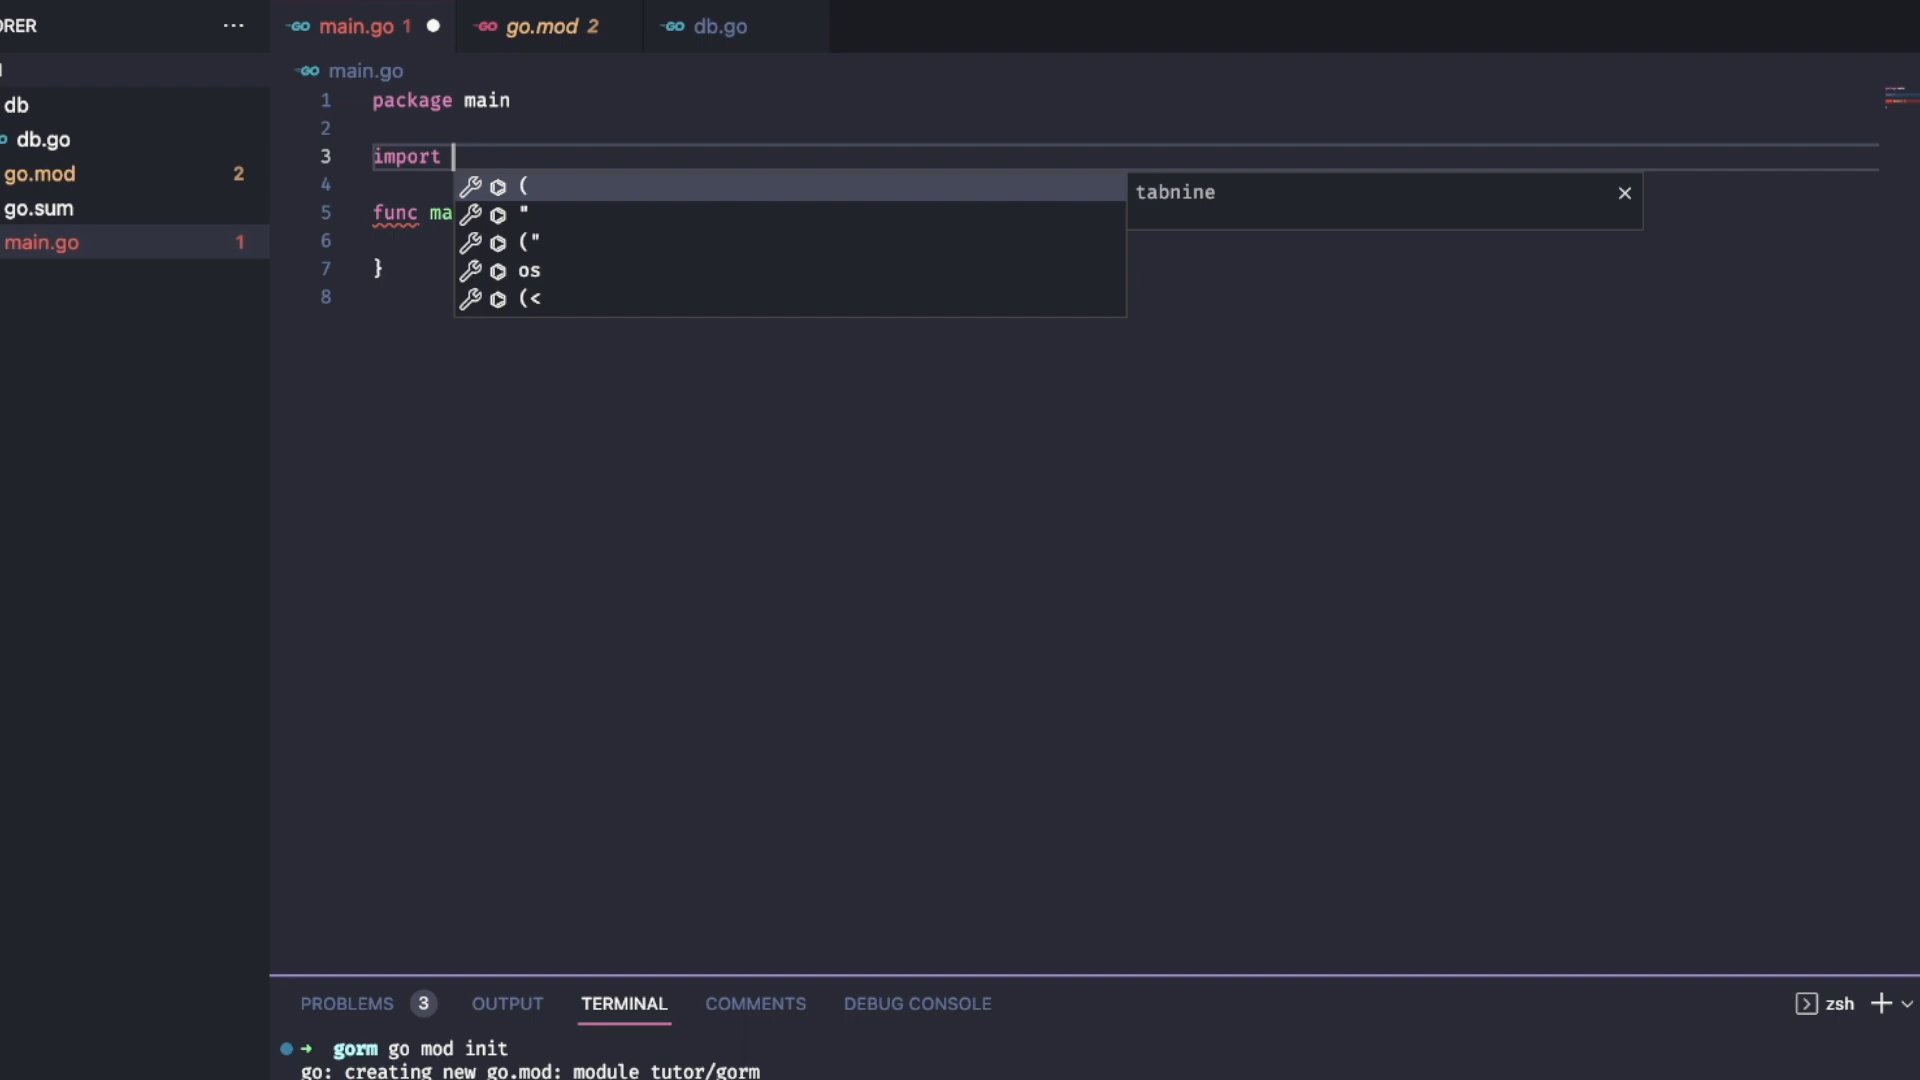 ORER
main.go 1
go.mod 2
db.go
main.go
db
db.go
go.mod 2
go.sum
main.go 1
1 package main
2
3 import
4
5 func ma
6
7 }
8
(
"
("
os
(<
tabnine
PROBLEMS 3 OUTPUT TERMINAL COMMENTS DEBUG CONSOLE
zsh
→ gorm go mod init
go: creating new go.mod: module tutor/gorm